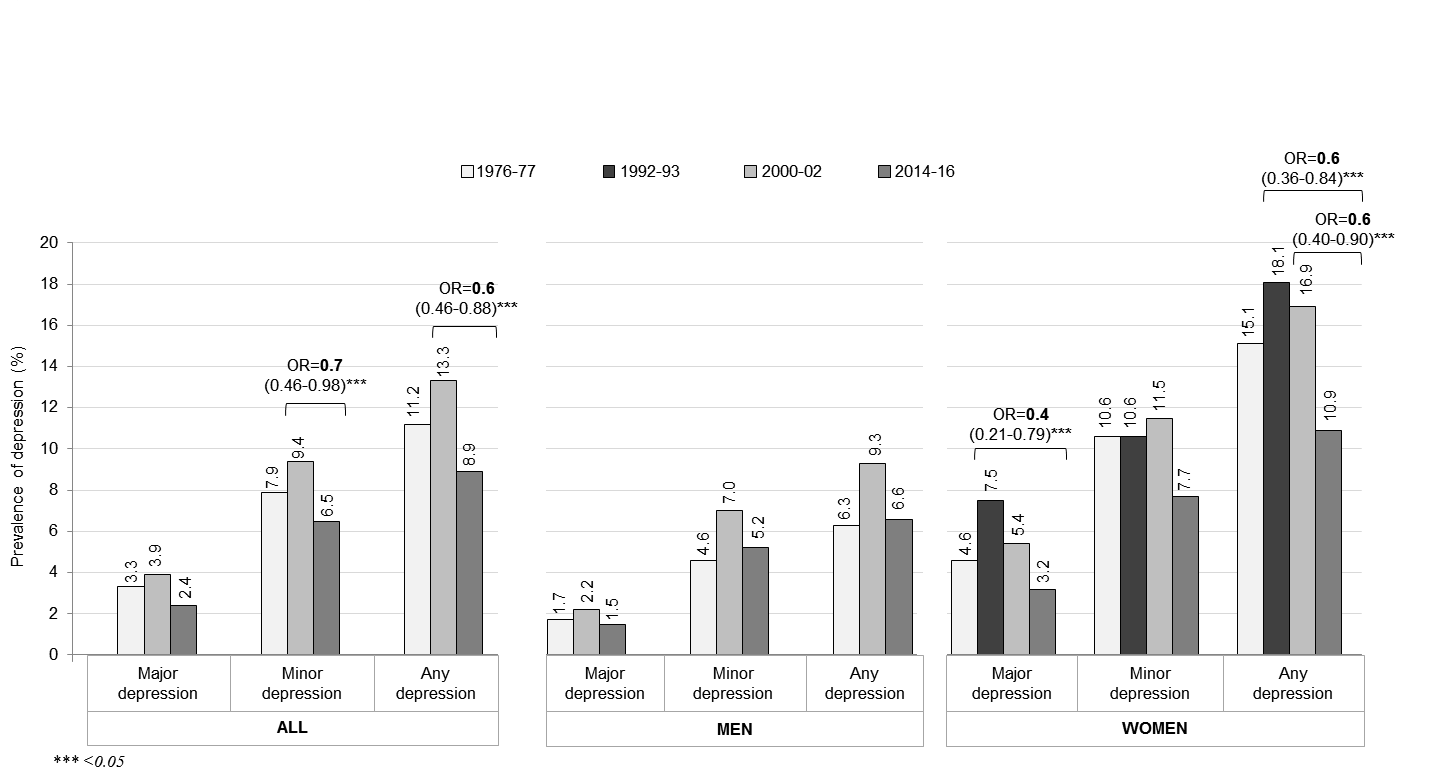 1976-77 1992-93 2000-02 2014-16
OR=0.6
(0.36-0.84)***
OR=0.6
(0.40-0.90)***
OR=0.6
(0.46-0.88)***
OR=0.7
(0.46-0.98)***
OR=0.4
(0.21-0.79)***
Prevalence of depression (%)
20
18
16
14
12
10
8
6
4
2
0
3.3 3.9 2.4 7.9 9.4 6.5 11.2 13.3 8.9
1.7 2.2 1.5 4.6 7.0 5.2 6.3 9.3 6.6
4.6 7.5 5.4 3.2 10.6 10.6 11.5 7.7 15.1 18.1 16.9 10.9
Major depression
Minor depression
Any depression
ALL
Major depression
Minor depression
Any depression
MEN
Major depression
Minor depression
Any depression
WOMEN
*** <0.05